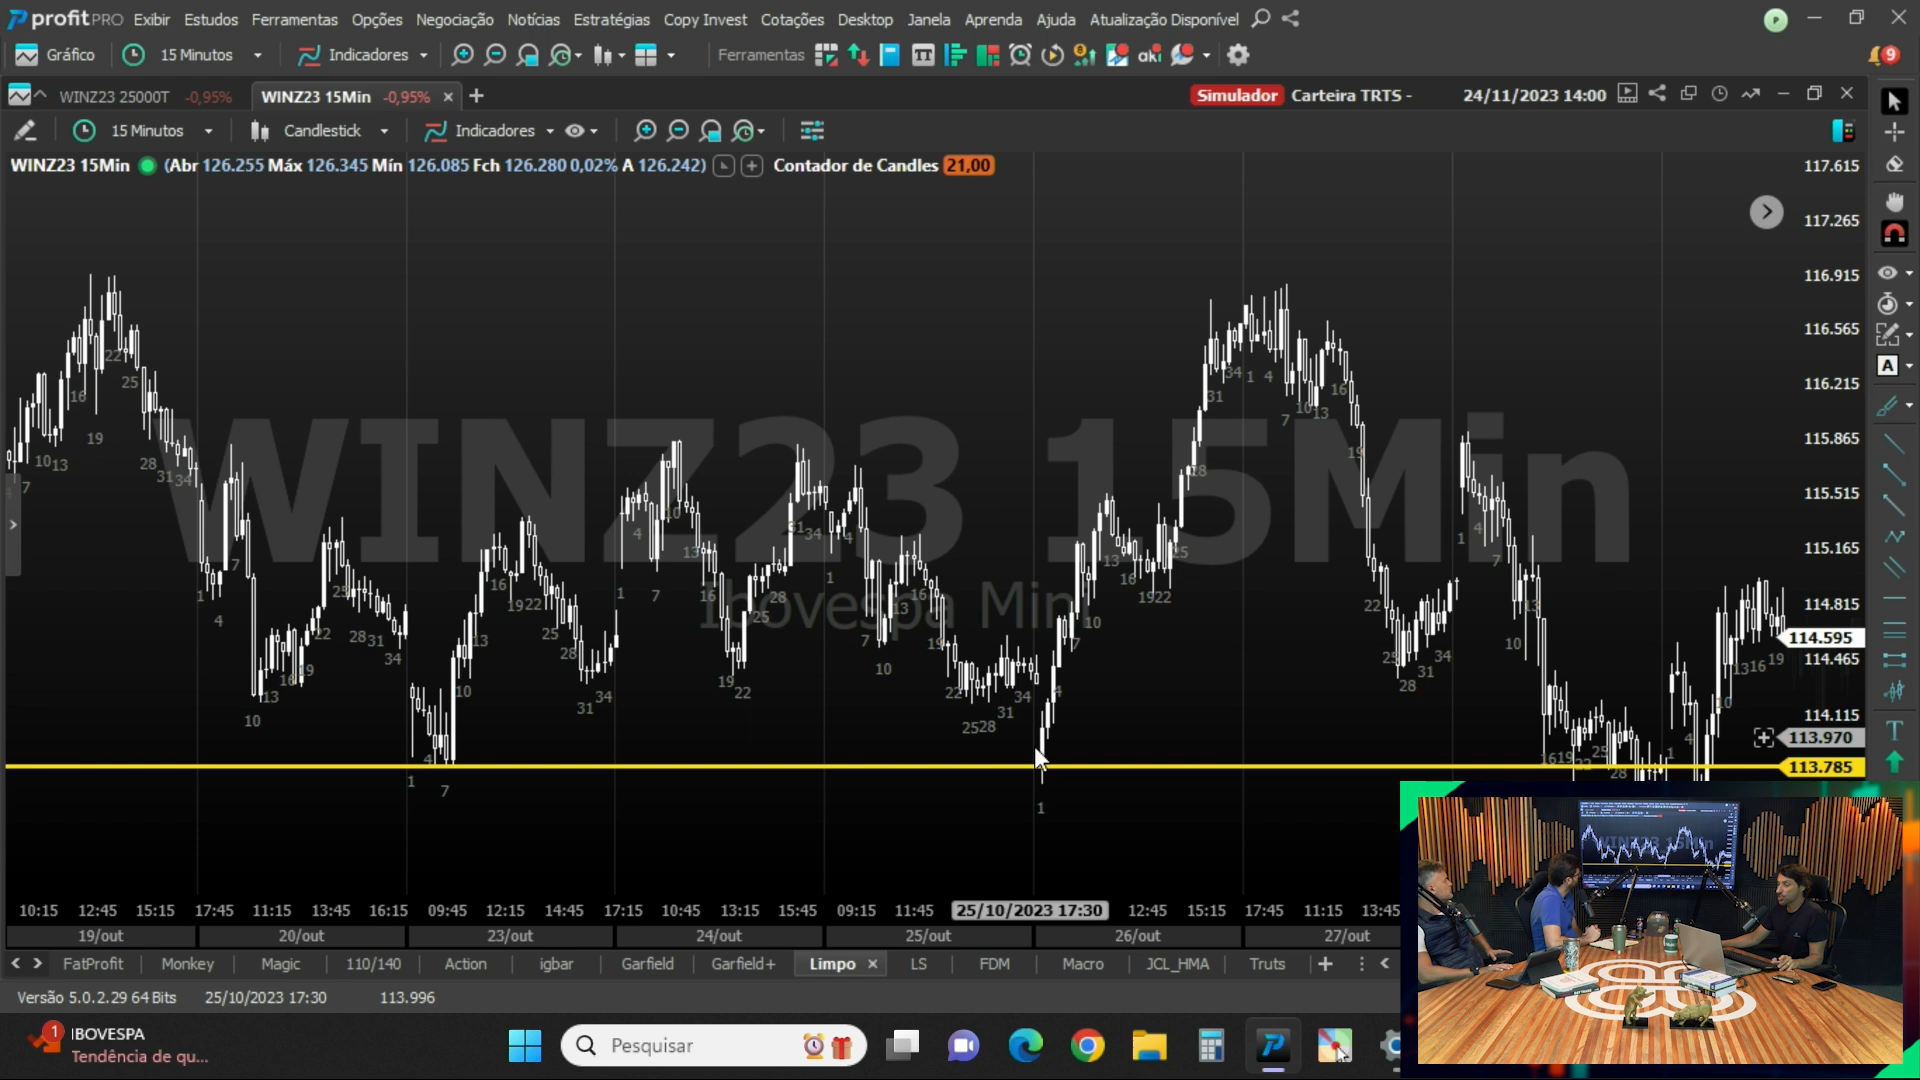 profitPRO Exibir Estudos Ferramentas Opções Negociação Notícias Estratégias Copy Invest Cotações Desktop Janela Aprenda Ajuda Atualização Disponível P
Gráfico 15 Minutos Indicadores Ferramentas aki 9
WINZ23 25000T -0,95% WINZ23 15Min -0,95% Simulador Carteira TRTS - 24/11/2023 14:00
15 Minutos Candlestick Indicadores
WINZ23 15Min (Abr 126.255 Máx 126.345 Mín 126.085 Fch 126.280 0,02% A 126.242) Contador de Candles 21,00
117.615
117.265
116.915
116.565
116.215
115.865
115.515
115.165
114.815
114.595
114.465
114.115
113.970
113.785
WINZ23 15Min
Ibovespa Mini
10:15 12:45 15:15 17:45 11:15 13:45 16:15 09:45 12:15 14:45 17:15 10:45 13:15 15:45 09:15 11:45 25/10/2023 17:30 12:45 15:15 17:45 11:15 13:45
19/out 20/out 23/out 24/out 25/out 26/out 27/out
FatProfit Monkey Magic 110/140 Action igbar Garfield Garfield+ Limpo LS FDM Macro JCL_HMA Truts
Versão 5.0.2.29 64 Bits 25/10/2023 17:30 113.996
1 IBOVESPA
Tendência de qu...
Pesquisar